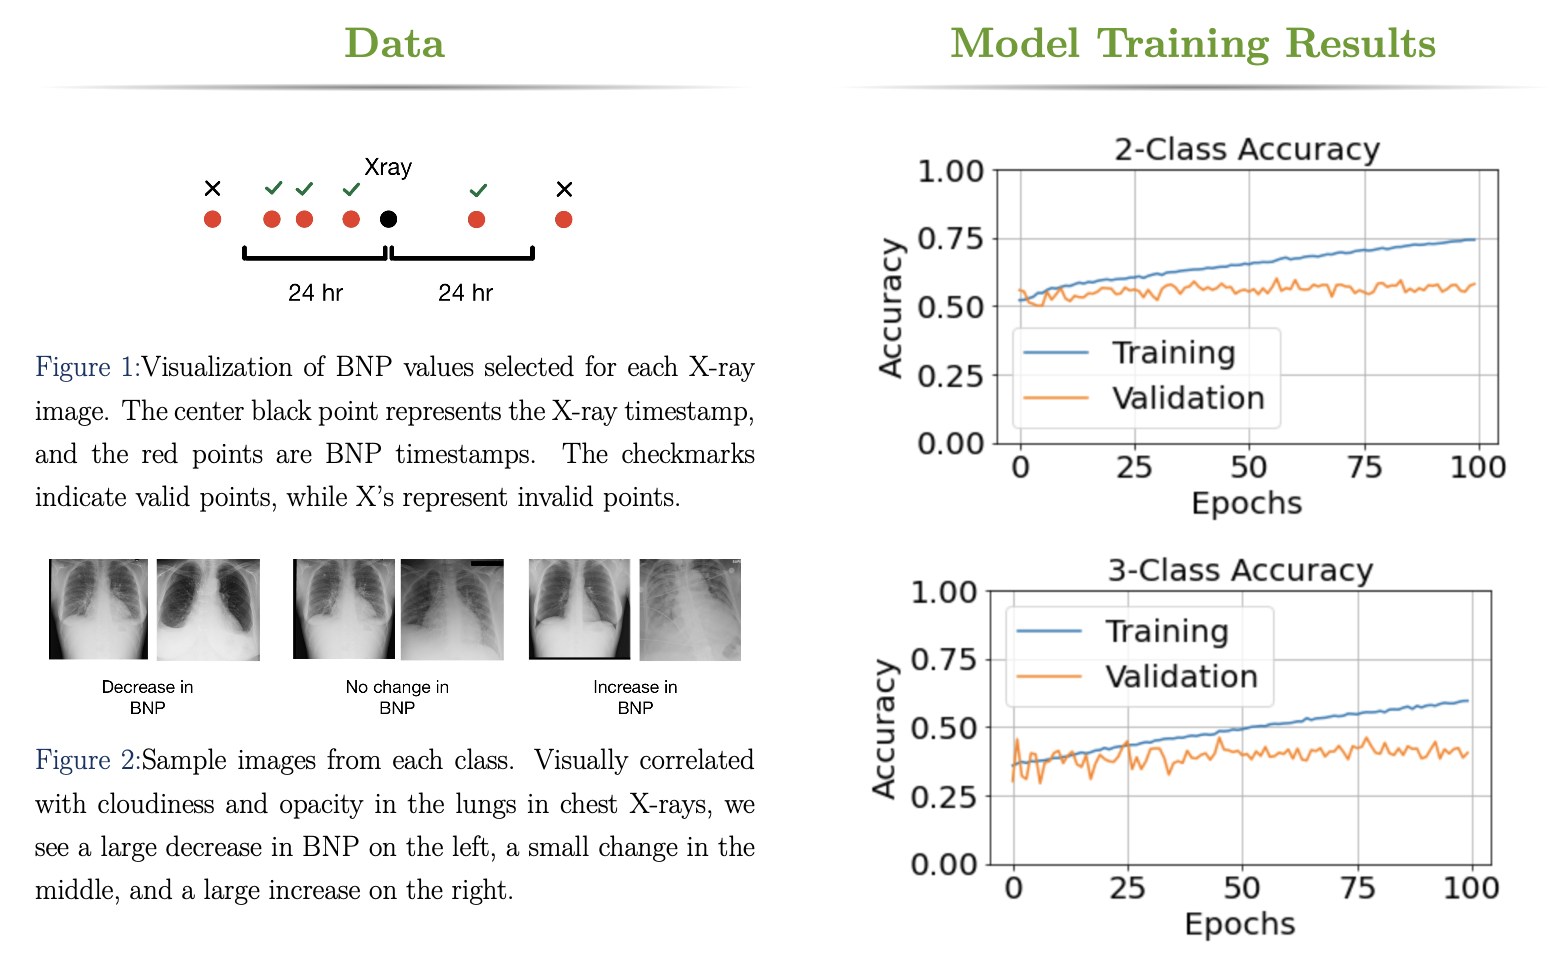 Data
Xray
24 hr
24 hr
Figure 1:Visualization of BNP values selected for each X-ray
image. The center black point represents the X-ray timestamp,
and the red points are BNP timestamps. The checkmarks
indicate valid points, while X's represent invalid points.
Decrease in
BNP
No change in
BNP
Increase in
BNP
Figure 2:Sample images from each class. Visually correlated
with cloudiness and opacity in the lungs in chest X-rays, we
see a large decrease in BNP on the left, a small change in the
middle, and a large increase on the right.
Model Training Results
2-Class Accuracy
1.00
0.75
0.50
0.25
0.00
Accuracy
Training
Validation
0 25 50 75 100
Epochs
3-Class Accuracy
1.00
0.75
0.50
0.25
0.00
Accuracy
Training
Validation
0 25 50 75 100
Epochs